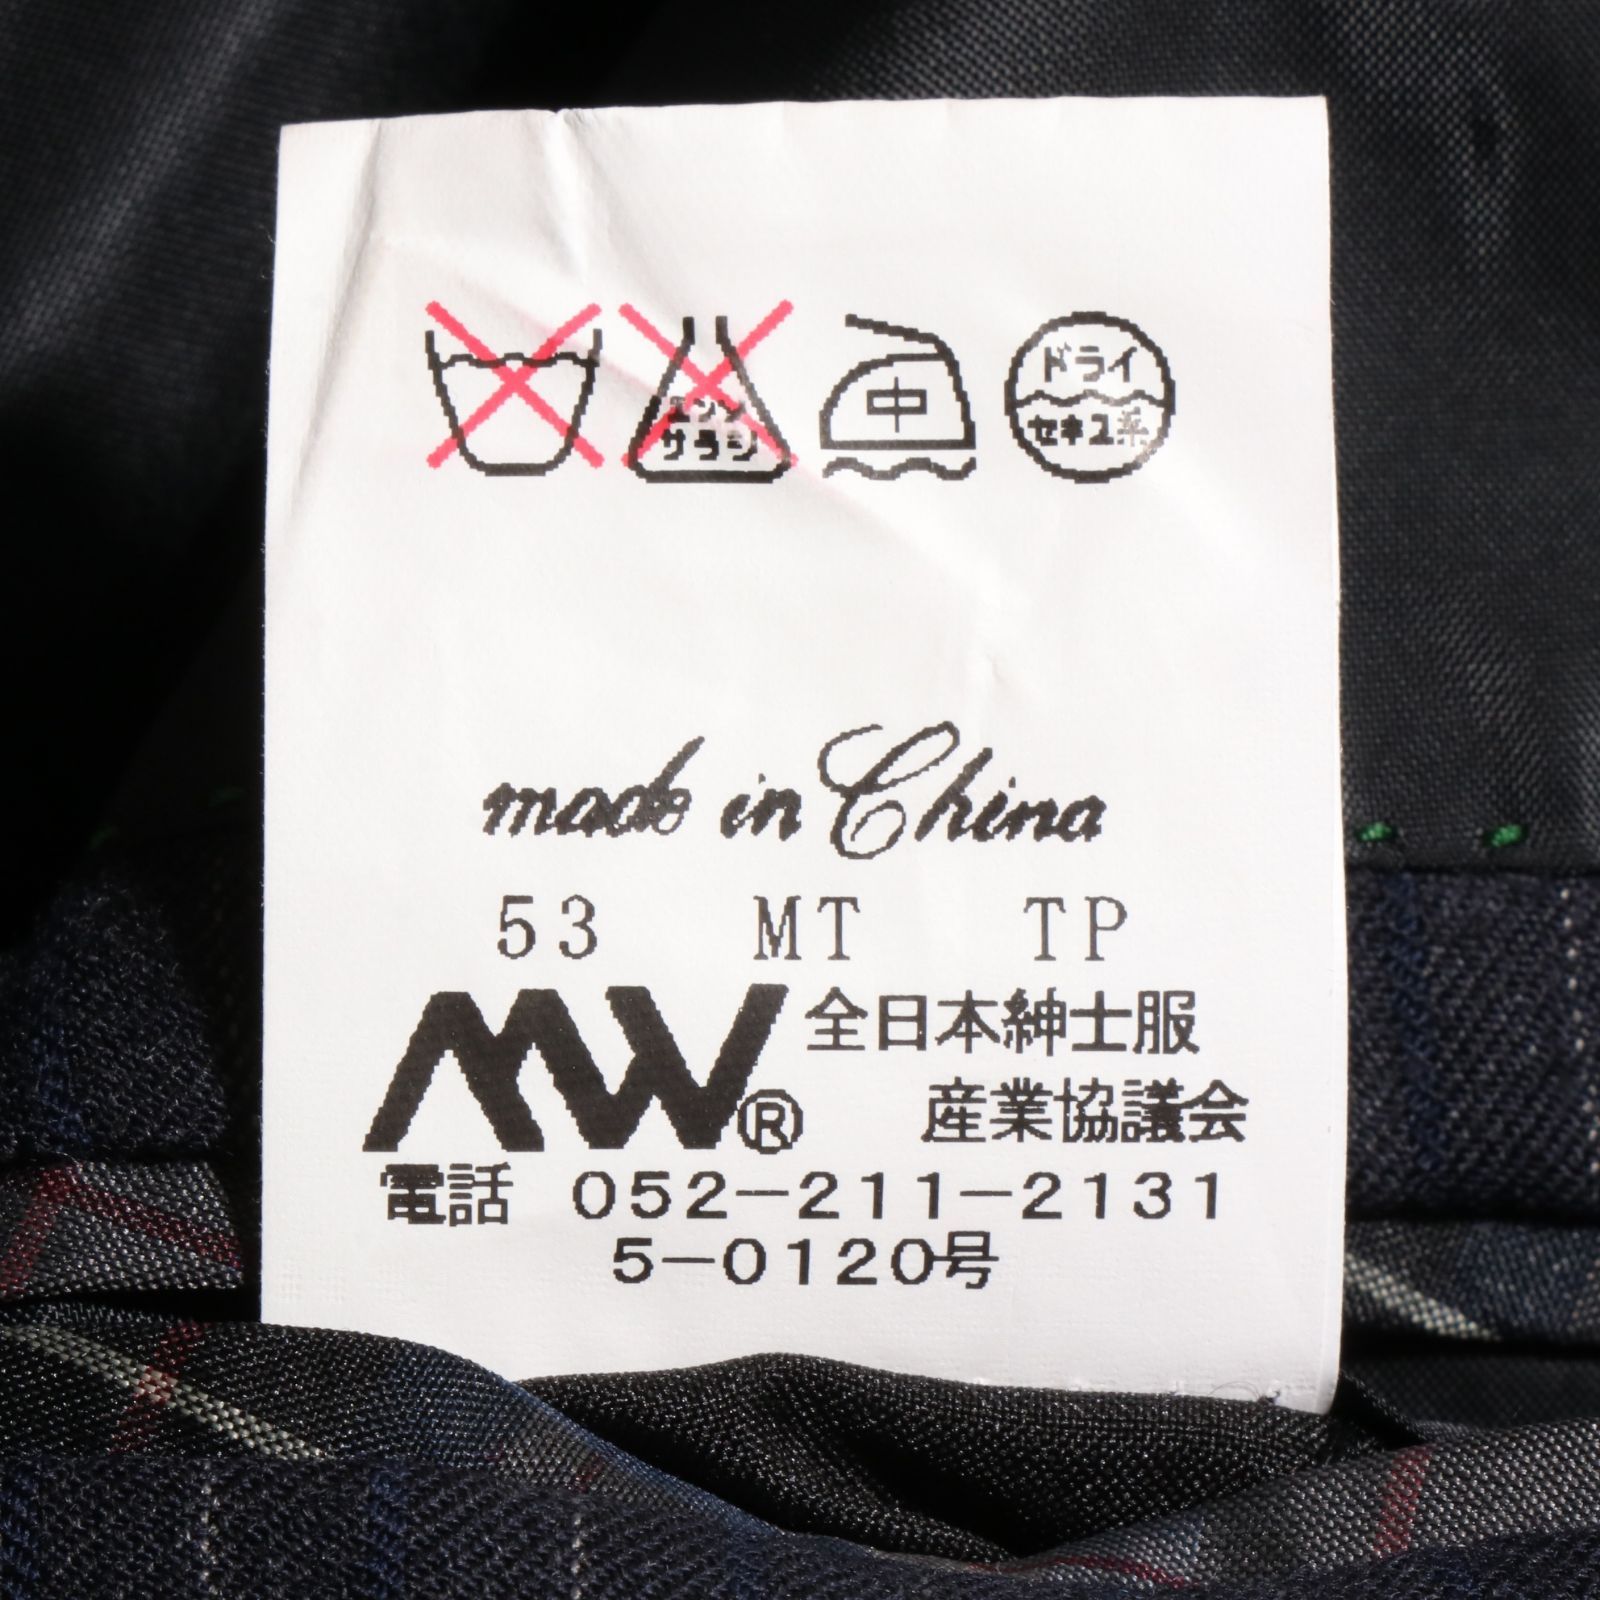 エンソサラシ
中
ドライ
セキユ系
made in China
53 MT TP
MW® 全日本紳士服
産業協議会
電話 052-211-2131
5-0120号